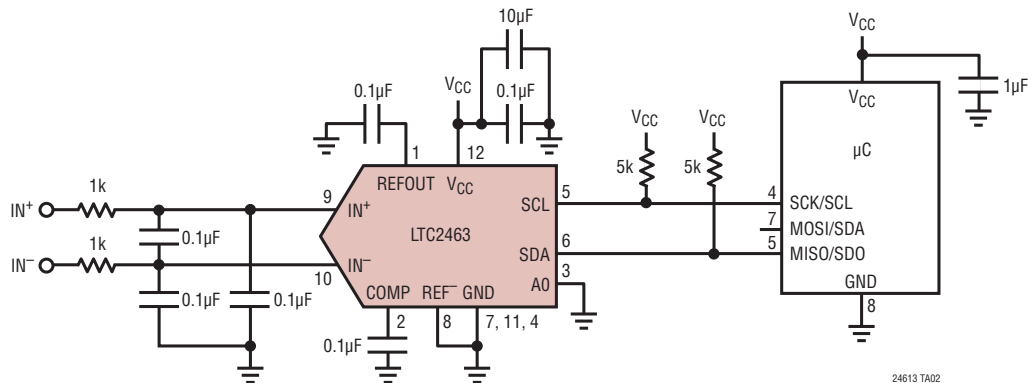 10µF
VCC
0.1µF
0.1µF
VCC
VCC
1µF
VCC
VCC
µC
5k
5k
1
12
REFOUT
VCC
1k
9
IN+
IN+
5
SCL
4
SCK/SCL
LTC2463
7
MOSI/SDA
0.1µF
1k
6
SDA
5
MISO/SDO
IN−
IN−
10
3
A0
0.1µF
0.1µF
COMP
REF−
GND
GND
2
8
7, 11, 4
8
0.1µF
24613 TA02